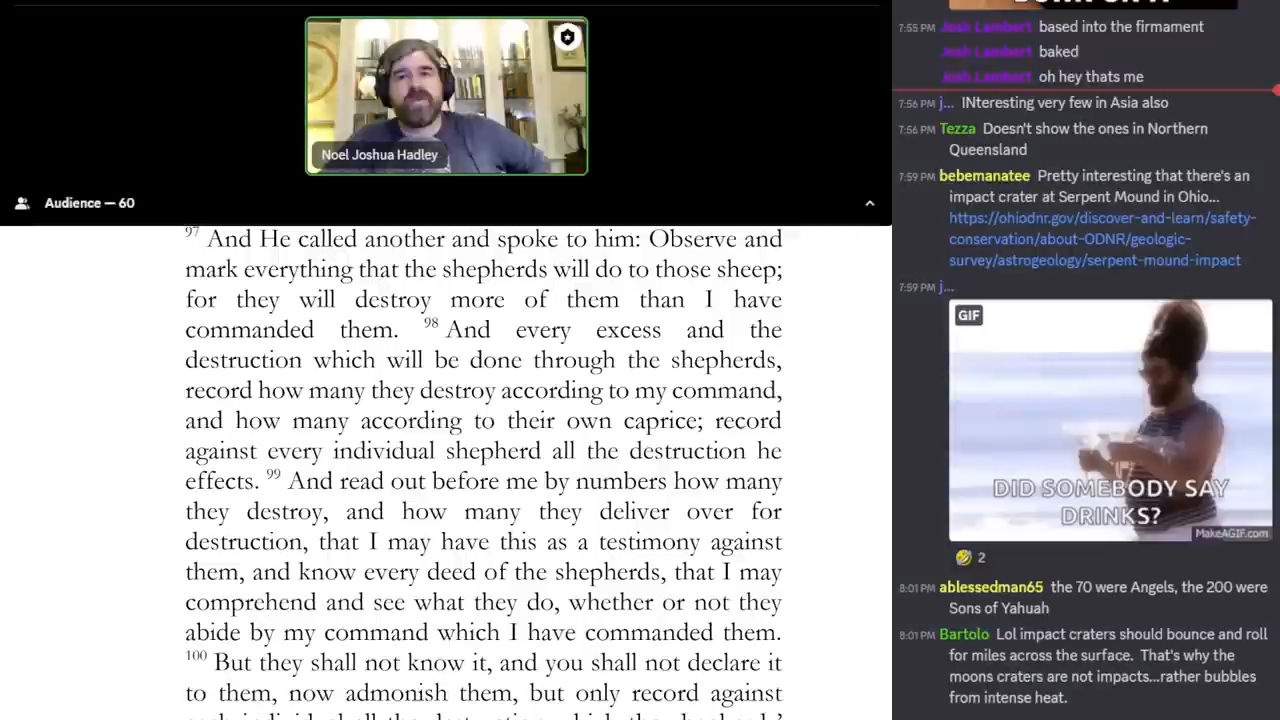 Noel Joshua Hadley
Audience — 60
97 And He called another and spoke to him: Observe and
mark everything that the shepherds will do to those sheep;
for they will destroy more of them than I have
commanded them. 98 And every excess and the
destruction which will be done through the shepherds,
record how many they destroy according to my command,
and how many according to their own caprice; record
against every individual shepherd all the destruction he
effects. 99 And read out before me by numbers how many
they destroy, and how many they deliver over for
destruction, that I may have this as a testimony against
them, and know every deed of the shepherds, that I may
comprehend and see what they do, whether or not they
abide by my command which I have commanded them.
100 But they shall not know it, and you shall not declare it
to them, now admonish them, but only record against
7:55 PM Josh Lambert based into the firmament
Josh Lambert baked
Josh Lambert oh hey thats me
7:56 PM j... INteresting very few in Asia also
7:56 PM Tezza Doesn't show the ones in Northern
Queensland
7:59 PM bebemanatee Pretty interesting that there's an
impact crater at Serpent Mound in Ohio...
https://ohiodnr.gov/discover-and-learn/safety-
conservation/about-ODNR/geologic-
survey/astrogeology/serpent-mound-impact
7:59 PM j...
GIF
DID SOMEBODY SAY
DRINKS?
MakeAGIF.com
2
8:01 PM ablessedman65 the 70 were Angels, the 200 were
Sons of Yahuah
8:01 PM Bartolo Lol impact craters should bounce and roll
for miles across the surface. That's why the
moons craters are not impacts...rather bubbles
from intense heat.